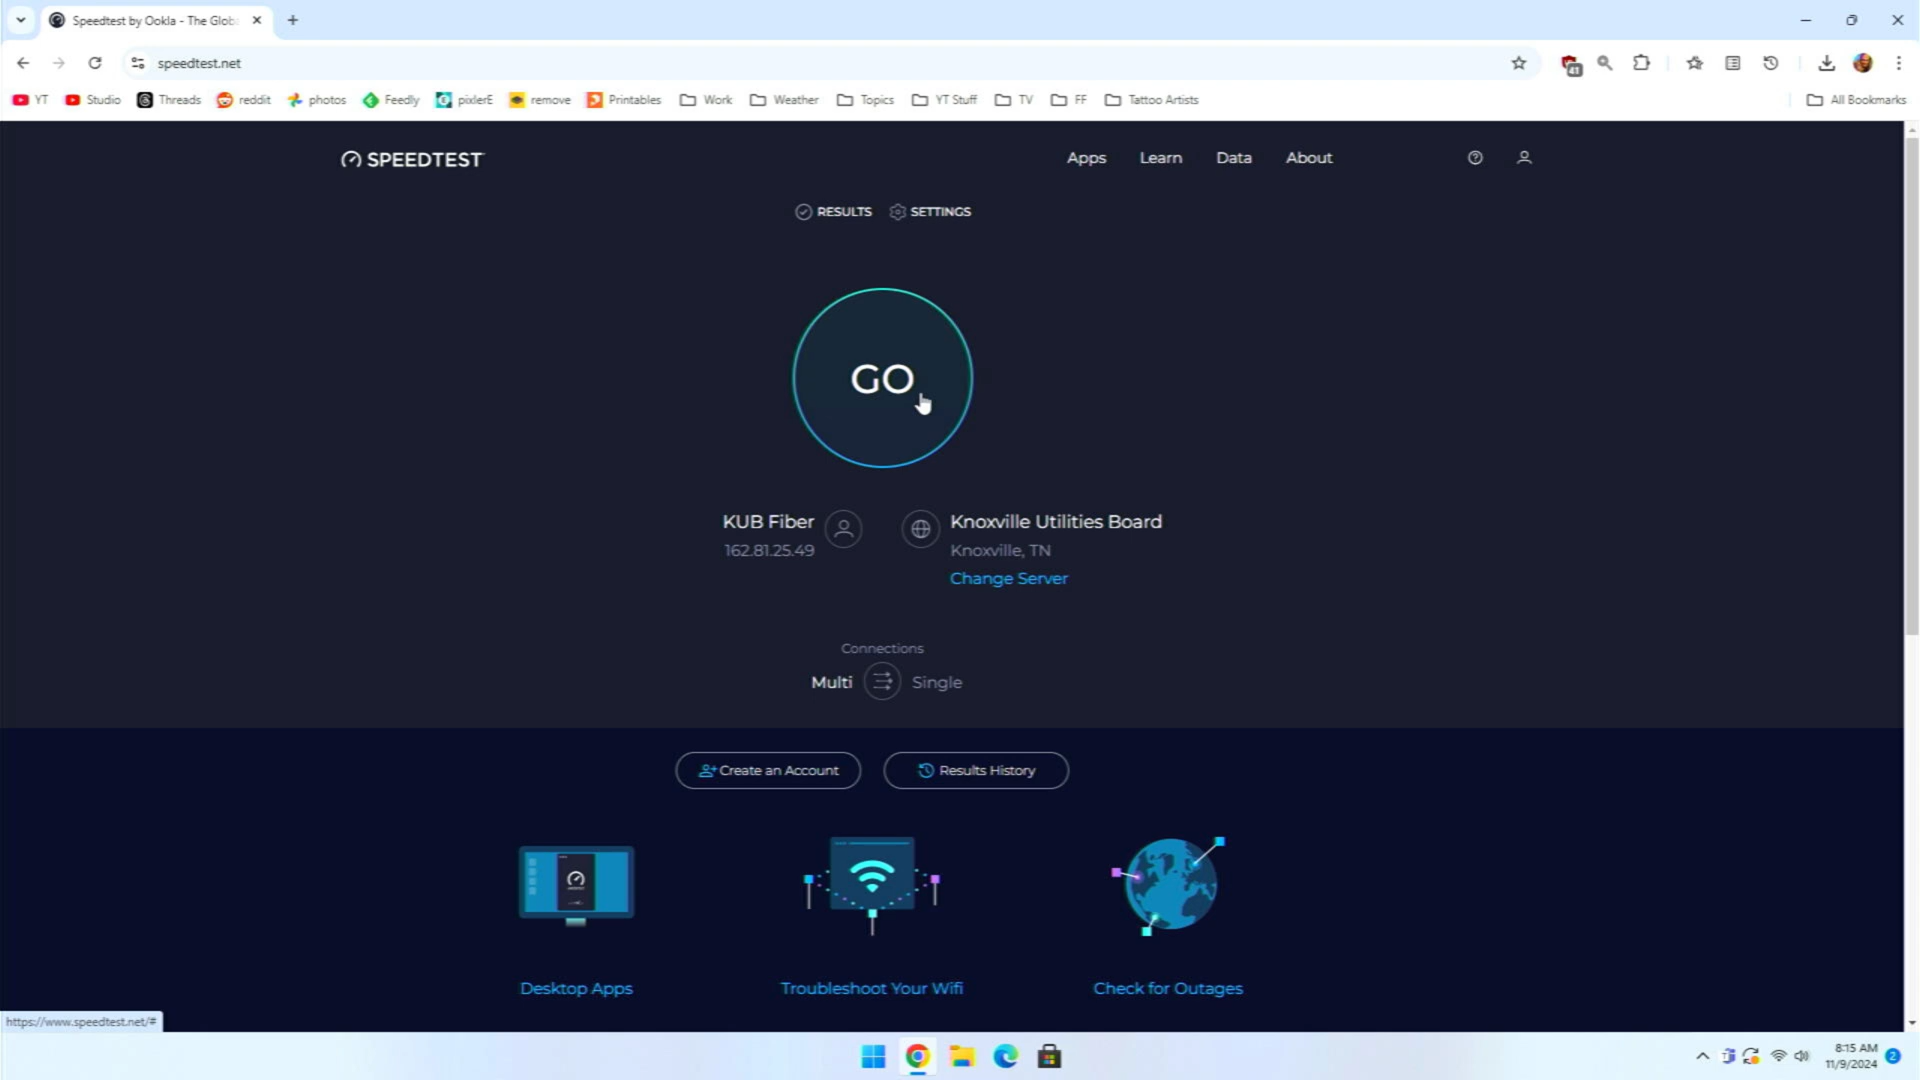 Speedtest by Ookla - The Glob
speedtest.net
41
YT
Studio
Threads
reddit
photos
Feedly
pixlerE
remove
Printables
Work
Weather
Topics
YT Stuff
TV
FF
Tattoo Artists
All Bookmarks
SPEEDTEST
Apps
Learn
Data
About
RESULTS
SETTINGS
GO
KUB Fiber
162.81.25.49
Knoxville Utilities Board
Knoxville, TN
Change Server
Connections
Multi
Single
Create an Account
Results History
Desktop Apps
Troubleshoot Your Wifi
Check for Outages
https://www.speedtest.net/#
8:15 AM
11/9/2024
2